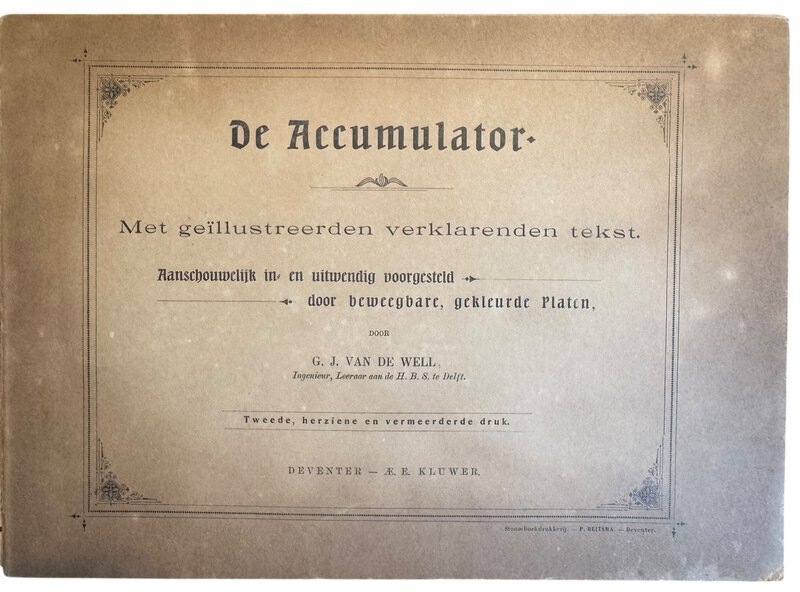 De Accumulator.
Met geïllustreerden verklarenden tekst.
Aanschouwelijk in- en uitwendig voorgesteld
door beweegbare, gekleurde Platen,
DOOR
G. J. VAN DE WELL,
Ingenieur, Leeraar aan de H. B. S. te Delft.
Tweede, herziene en vermeerderde druk.
DEVENTER — Æ. E. KLUWER.
Stoomboekdrukkerij. — P. BEITSMA — Deventer.